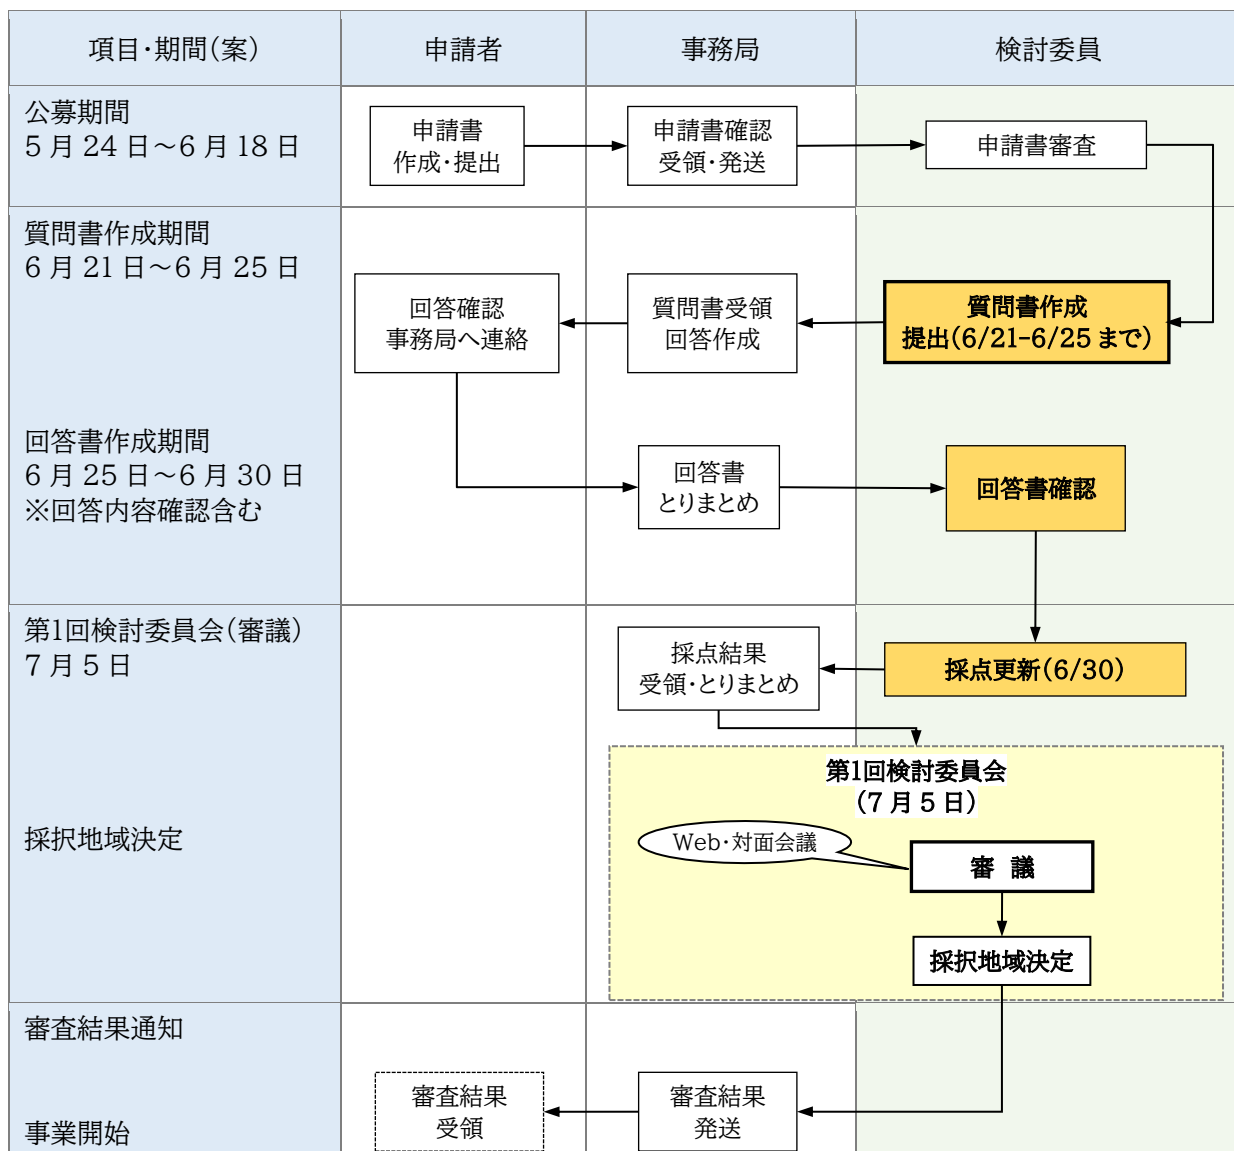 項目・期間(案)
申請者
事務局
検討委員
公募期間
5月24日～6月18日
申請書
作成・提出
申請書確認
受領・発送
申請書審査
質問書作成期間
6月21日～6月25日
回答確認
事務局へ連絡
質問書受領
回答作成
質問書作成
提出(6/21-6/25まで)
回答書作成期間
6月25日～6月30日
※回答内容確認含む
回答書
とりまとめ
回答書確認
第1回検討委員会(審議)
7月5日
採点結果
受領・とりまとめ
採点更新(6/30)
第1回検討委員会
(7月5日)
採択地域決定
Web・対面会議
審 議
採択地域決定
審査結果通知
審査結果
受領
審査結果
発送
事業開始